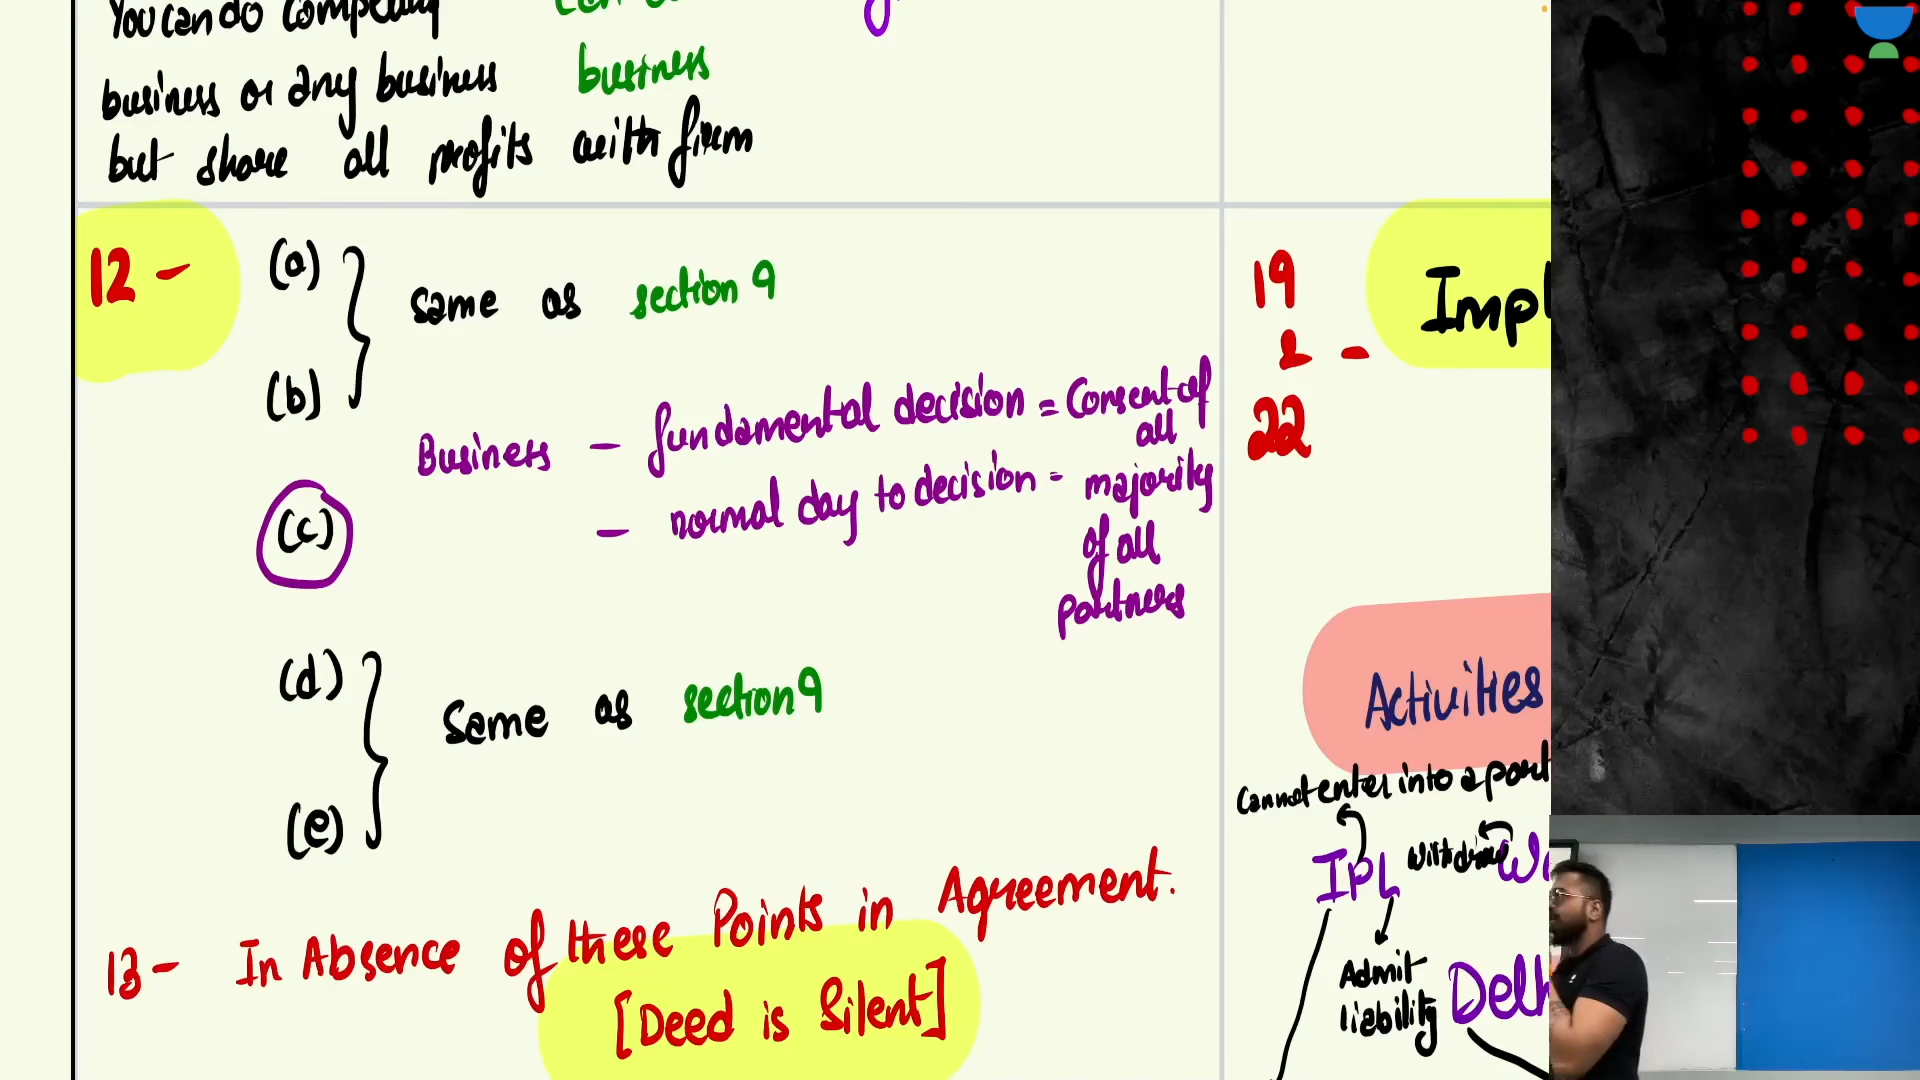 You can do competing
business or any business
business
but share all profits with firm
12 -
(a)
(b)
same as section 9
(c)
Business - fundamental decision = Consent of all
- normal day to decision - majority of all partners
(d)
(e)
Same as section 9
13 - In Absence of these Points in Agreement.
[Deed is Silent]
19
2 -
22
Impl
Activities
Cannot enter into a part
IPL
withdraw
Admit
liability
Delh